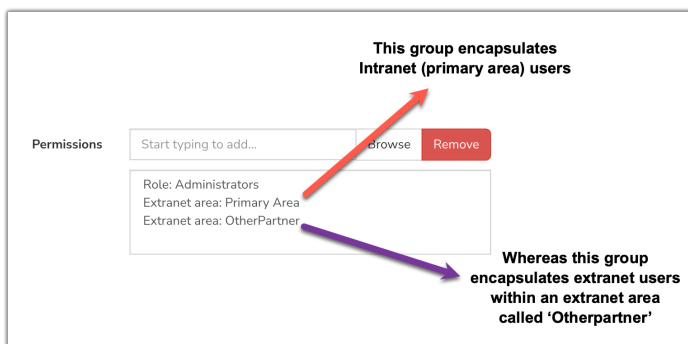 This group encapsulates
Intranet (primary area) users
Permissions
Start typing to add...
Browse
Remove
Role: Administrators
Extranet area: Primary Area
Extranet area: OtherPartner
Whereas this group
encapsulates extranet users
within an extranet area
called ‘Otherpartner’